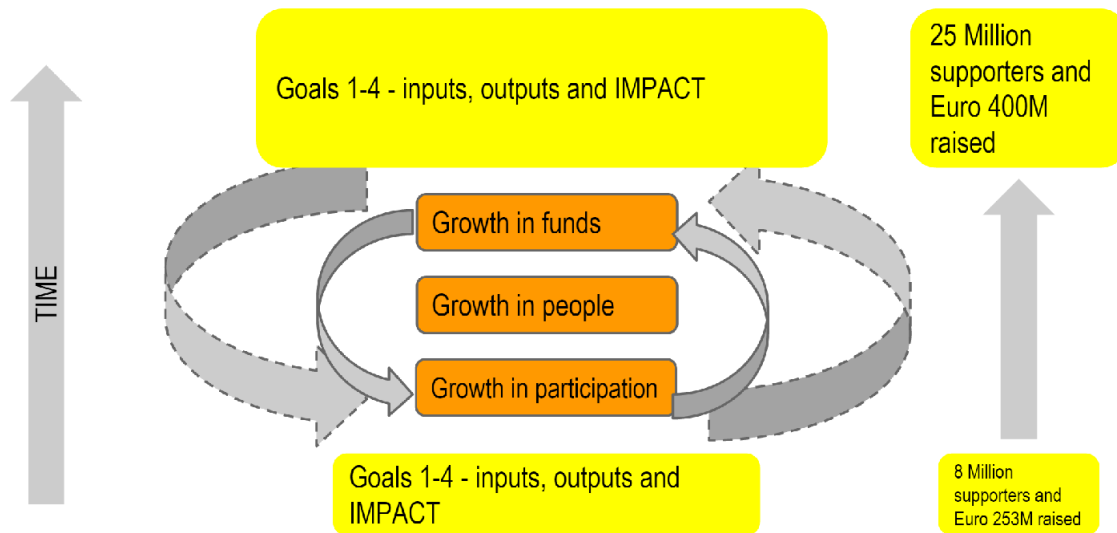 Goals 1-4 - inputs, outputs and IMPACT
25 Million
supporters and
Euro 400M
raised
TIME
Growth in funds
Growth in people
Growth in participation
Goals 1-4 - inputs, outputs and
IMPACT
8 Million
supporters and
Euro 253M raised